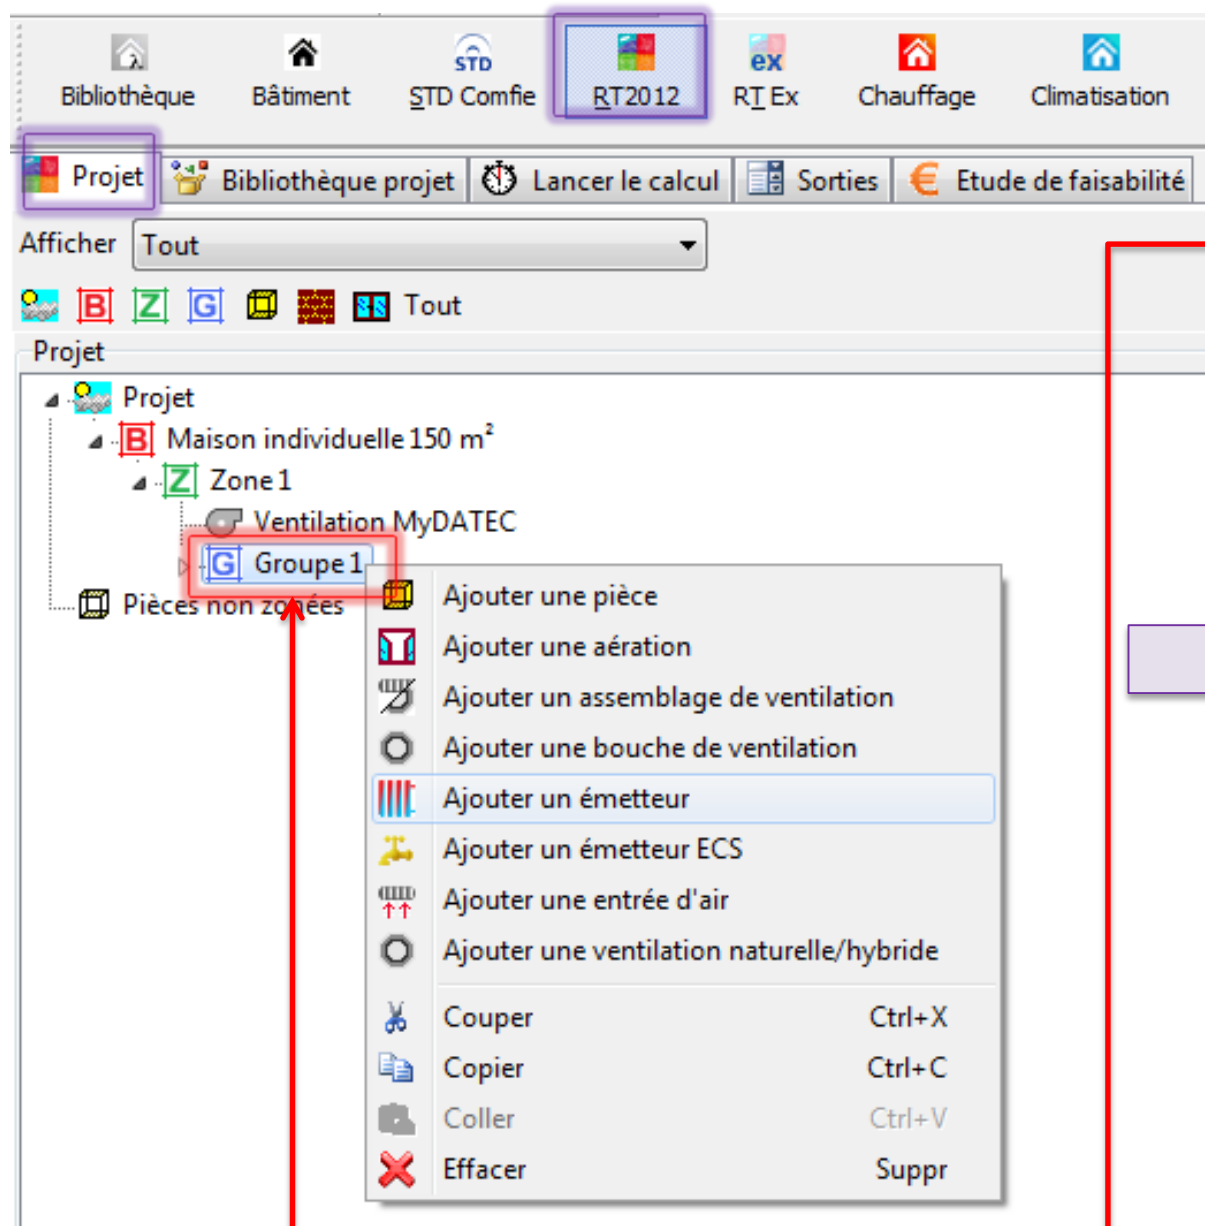 Bibliothèque Bâtiment STD Comfie RT2012 RT Ex Chauffage Climatisation
Projet Bibliothèque projet Lancer le calcul Sorties Etude de faisabilité
Afficher Tout
B Z G Tout
Projet
Projet
B Maison individuelle 150 m²
Z Zone 1
Ventilation MyDATEC
G Groupe 1
Pièces non zonées
Ajouter une pièce
Ajouter une aération
Ajouter un assemblage de ventilation
Ajouter une bouche de ventilation
Ajouter un émetteur
Ajouter un émetteur ECS
Ajouter une entrée d'air
Ajouter une ventilation naturelle/hybride
Couper Ctrl+X
Copier Ctrl+C
Coller Ctrl+V
Effacer Suppr